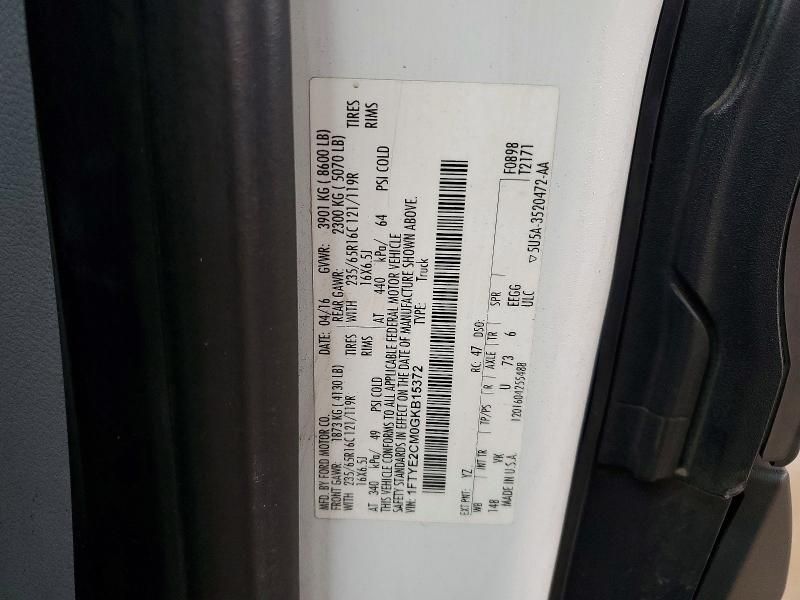 MFD. BY FORD MOTOR CO. DATE: 04/16 GVWR: 3901 KG ( 8600 LB)
FRONT GAWR: 1873 KG ( 4130 LB) REAR GAWR: 2300 KG ( 5070 LB)
WITH 235/65R16C 121/119R TIRES WITH 235/65R16C 121/119R TIRES
16X6.5J RIMS 16X6.5J RIMS
AT 340 kPa/ 49 PSI COLD AT 440 kPa/ 64 PSI COLD
THIS VEHICLE CONFORMS TO ALL APPLICABLE FEDERAL MOTOR VEHICLE
SAFETY STANDARDS IN EFFECT ON THE DATE OF MANUFACTURE SHOWN ABOVE.
VIN: 1FTYE2CM0GKB15372 TYPE: Truck
EXT PNT: YZ RC: 47 DSO: F0898
T2171
WB INT TR TP/PS R AXLE TR SPR
148 VK U 73 6 EEGG
ULC
MADE IN U.S.A. 1201604255488 ▽ 5U5A-3520472-AA